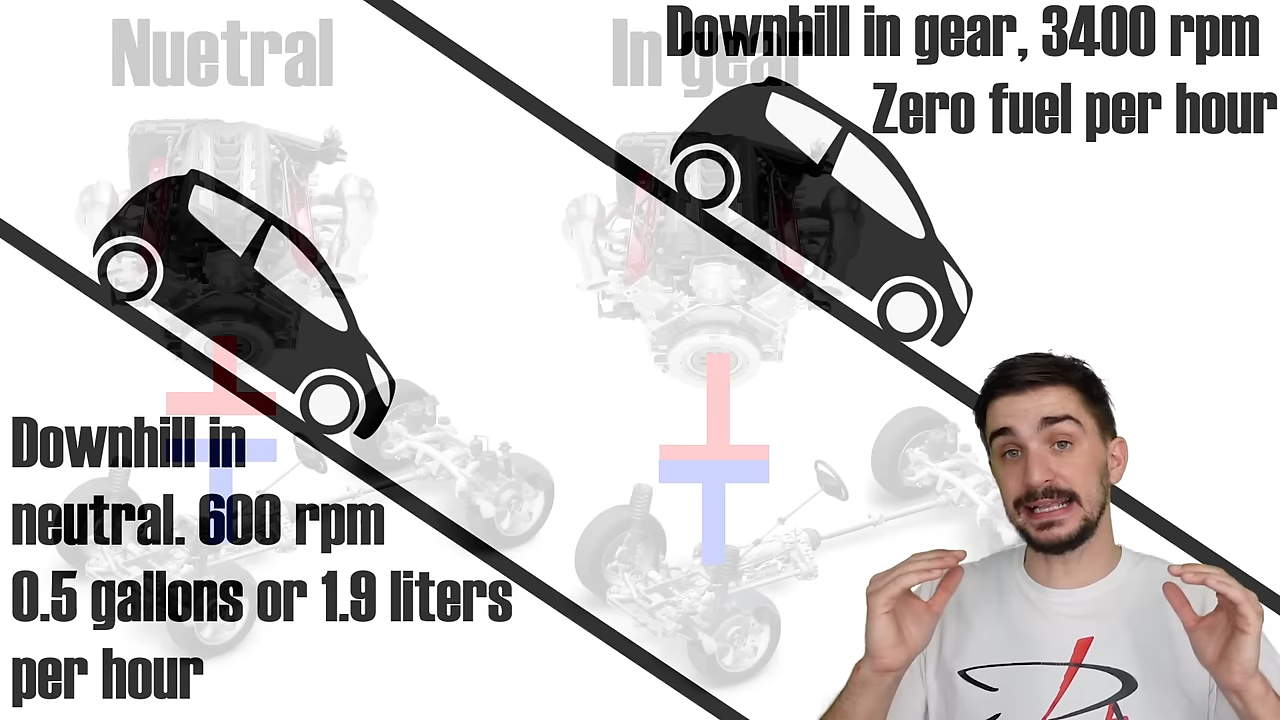 Nuetral
In gear
Downhill in gear, 3400 rpm
Zero fuel per hour
Downhill in
neutral. 600 rpm
0.5 gallons or 1.9 liters
per hour